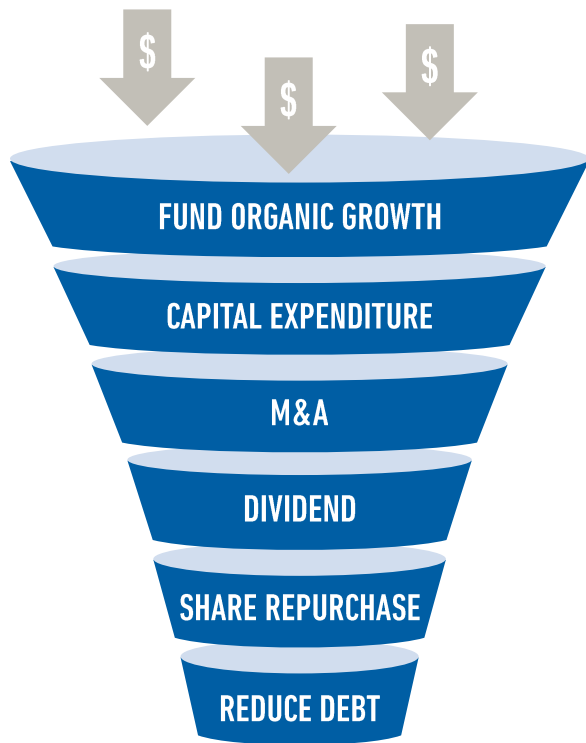 $
$
$
FUND ORGANIC GROWTH
CAPITAL EXPENDITURE
M&A
DIVIDEND
SHARE REPURCHASE
REDUCE DEBT